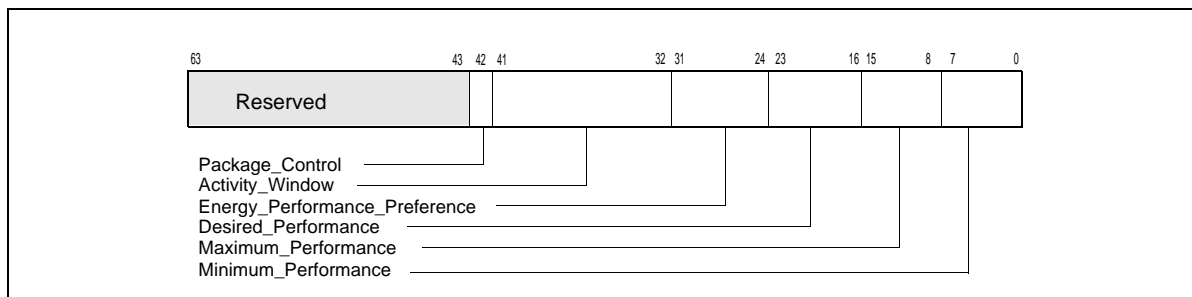 63 43 42 41 32 31 24 23 16 15 8 7 0
Reserved
Package_Control
Activity_Window
Energy_Performance_Preference
Desired_Performance
Maximum_Performance
Minimum_Performance